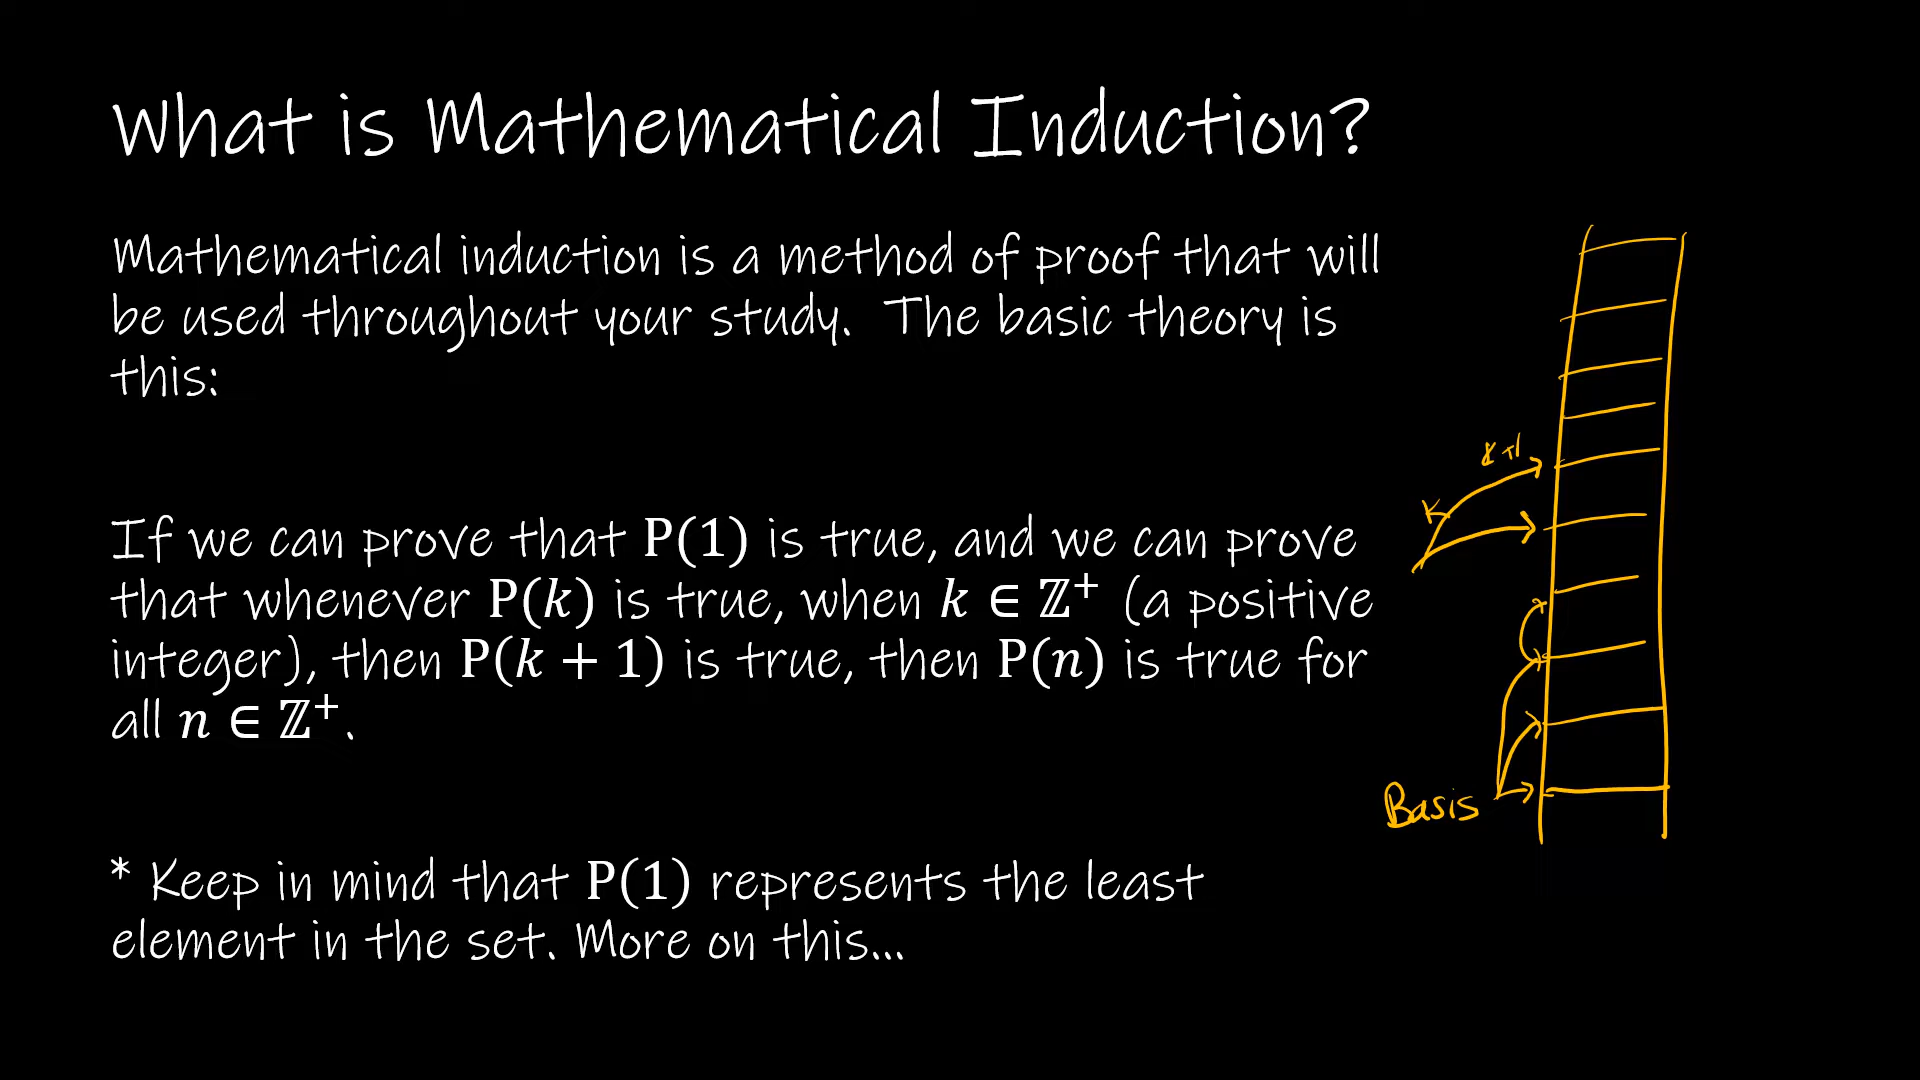 What is Mathematical Induction?
Mathematical induction is a method of proof that will
be used throughout your study. The basic theory is
this:
If we can prove that P(1) is true, and we can prove
that whenever P(k) is true, when k ∈ ℤ⁺ (a positive
integer), then P(k + 1) is true, then P(n) is true for
all n ∈ ℤ⁺.
* Keep in mind that P(1) represents the least
element in the set. More on this...
k+1
K
Basis